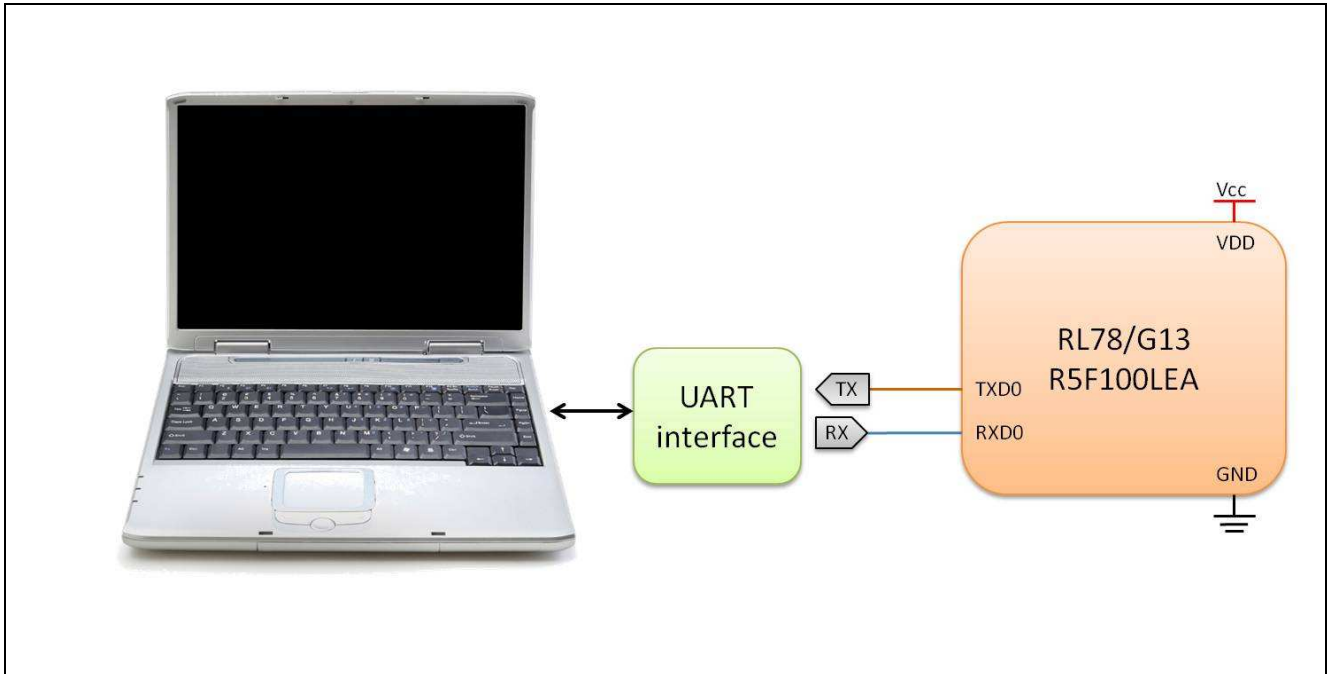 UART
interface
TX
RX
Vcc
VDD
RL78/G13
R5F100LEA
TXD0
RXD0
GND